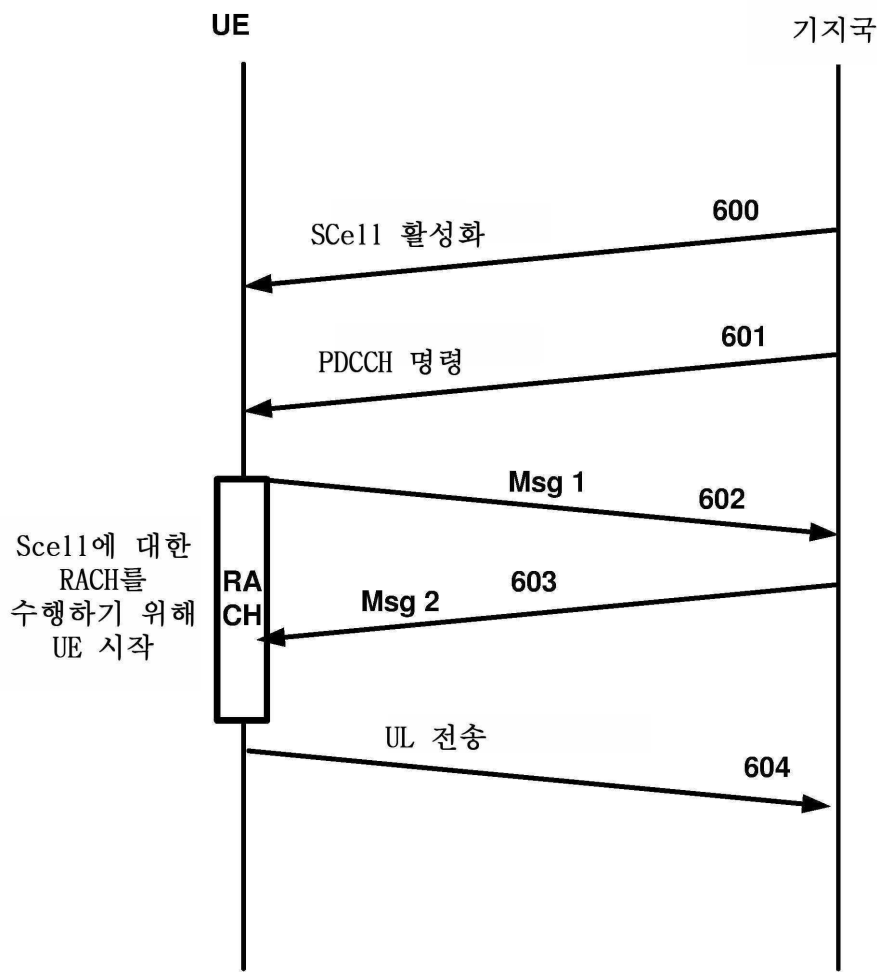 UE
기지국
600
SCell 활성화
601
PDCCH 명령
Msg 1
602
Scell에 대한
RACH를
수행하기 위해
UE 시작
RA
CH
603
Msg 2
UL 전송
604